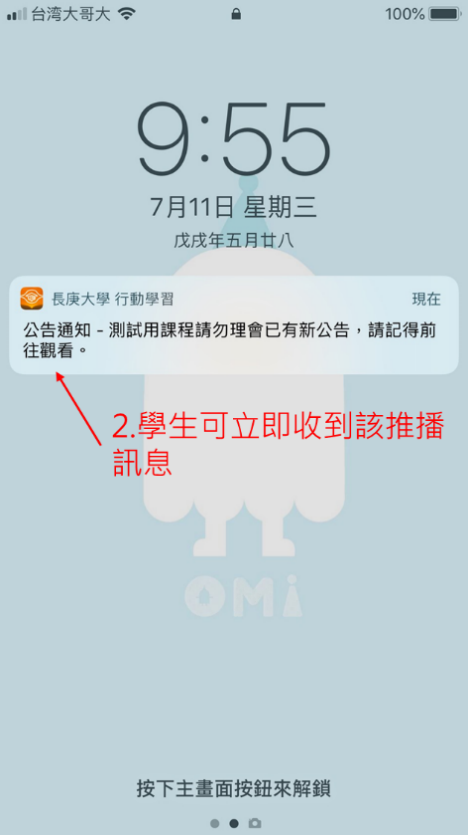 台湾大哥大
100%
9:55
7月11日 星期三
戊戌年五月廿八
長庚大學 行動學習
現在
公告通知 - 測試用課程請勿理會已有新公告，請記得前
往觀看。
2.學生可立即收到該推播
訊息
OMi
按下主畫面按鈕來解鎖